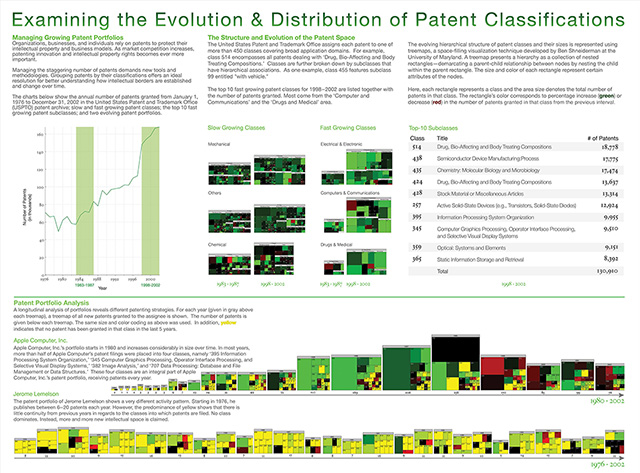 Examining the Evolution & Distribution of Patent Classifications
Managing Growing Patent Portfolios
Organizations, businesses, and individuals rely on patents to protect their
intellectual property and business models. As market competition increases,
patenting innovation and intellectual property rights becomes ever more
important.
Managing the staggering number of patents demands new tools and
methodologies. Grouping patents by their classifications offers an ideal
resolution for better understanding how intellectual borders are established
and change over time.
The charts below show the annual number of patents granted from January 1,
1976 to December 31, 2002 in the United States Patent and Trademark Office
(USPTO) patent archive; slow and fast growing patent classes; the top 10 fast
growing patent subclasses; and two evolving patent portfolios.
The Structure and Evolution of the Patent Space
The United States Patent and Trademark Office assigns each patent to one of
more than 450 classes covering broad application domains. For example,
class 514 encompasses all patents dealing with 'Drug, Bio-Affecting and
Body Treating Compositions.' Classes are further broken down by subclasses
that have hierarchical associations. As one example, class 455 features subclass
99 entitled "with vehicle."
The top 10 fast growing patent classes for 1998-2002 are listed together with
the number of patents granted. Most come from the 'Computer and
Communications' and the 'Drugs and Medical' area.
The evolving hierarchical structure of patent classes and their sizes is represented using
treemaps, a space-filling visualization technique developed by Ben Shneiderman at the
University of Maryland. A treemap presents a hierarchy as a collection of nested
rectangles—demarcating a parent-child relationship between nodes by nesting the child
within the parent rectangle. The size and color of each rectangle represent certain
attributes of the nodes.
Here, each rectangle represents a class and the area size denotes the total number of
patents in that class. The rectangle's color corresponds to percentage increase (green) or
decrease (red) in the number of patents granted in that class from the previous interval.
Number of Patents
(in thousands)
160
140
120
100
80
60
40
20
1976 1980 1984 1988 1992 1996 2000
1983-1987 1998-2002
Year
Slow Growing Classes
Mechanical
Others
Chemical
1983 - 1987 1998 - 2002
Fast Growing Classes
Electrical & Electronic
Computers & Communications
Drugs & Medical
1983 - 1987 1998 - 2002
Top-10 Subclasses
Class Title # of Patents
514 Drug, Bio-Affecting and Body Treating Compositions 18,778
438 Semiconductor Device Manufacturing:Process 17,775
435 Chemistry: Molecular Biology and Microbiology 17,474
424 Drug, Bio-Affecting and Body Treating Compositions 13,637
428 Stock Material or Miscellaneous Articles 13,314
257 Active Solid-State Devices (e.g., Transistors, Solid-State Diodes) 12,924
395 Information Processing System Organization 9,955
345 Computer Graphics Processing, Operator Interface Processing, 9,510
and Selective Visual Display Systems
359 Optical: Systems and Elements 9,151
365 Static Information Storage and Retrieval 8,392
Total 130,910
1998 - 2002
Patent Portfolio Analysis
A longitudinal analysis of portfolios reveals different patenting strategies. For each year (given in gray above
each treemap), a treemap of all new patents granted to the assignee is shown. The number of patents is
given below each treemap. The same size and color coding as above was used. In addition, yellow
indicates that no patent has been granted in that class in the last 5 years.
Apple Computer, Inc.
Apple Computer, Inc.'s portfolio starts in 1980 and increases considerably in size over time. In most years,
more than half of Apple Computer's patent filings were placed into four classes, namely '395 Information
Processing System Organization,' '345 Computer Graphics Processing, Operator Interface Processing, and
Selective Visual Display Systems,' '382 Image Analysis,' and '707 Data Processing: Database and File
Management or Data Structures.' These four classes are an integral part of Apple
Computer, Inc.'s patent portfolio, receiving patents every year.
1980 - 2002
Jerome Lemelson
The patent portfolio of Jerome Lemelson shows a very different activity pattern. Starting in 1976, he
publishes between 6-20 patents each year. However, the predominance of yellow shows that there is
little continuity from previous years in regards to the classes into which patents are filed. No class
dominates. Instead, more and more new intellectual space is claimed.
1976 - 2002